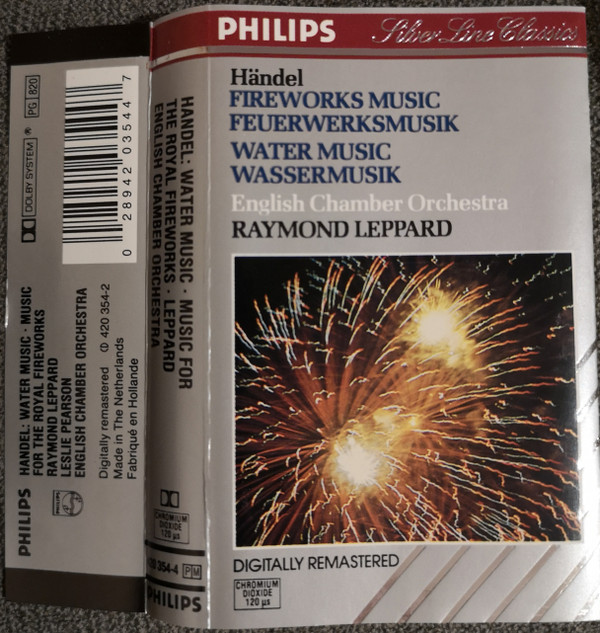 PHILIPS Silver Line Classics
Händel
FIREWORKS MUSIC
FEUERWERKSMUSIK
WATER MUSIC
WASSERMUSIK
English Chamber Orchestra
RAYMOND LEPPARD
DIGITALLY REMASTERED
CHROMIUM
DIOXIDE
120 µs
HANDEL: WATER MUSIC · MUSIC FOR
THE ROYAL FIREWORKS · LEPPARD
ENGLISH CHAMBER ORCHESTRA
CHROMIUM
DIOXIDE
120 µs
354-4 PM
PHILIPS
PHILIPS
HANDEL: WATER MUSIC · MUSIC
FOR THE ROYAL FIREWORKS
RAYMOND LEPPARD
LESLIE PEARSON
ENGLISH CHAMBER ORCHESTRA
Digitally remastered 420 354-2
Made in The Netherlands
Fabriqué en Hollande
PHILIPS
DOLBY SYSTEM ®
PG 820
0 28942 03544 7